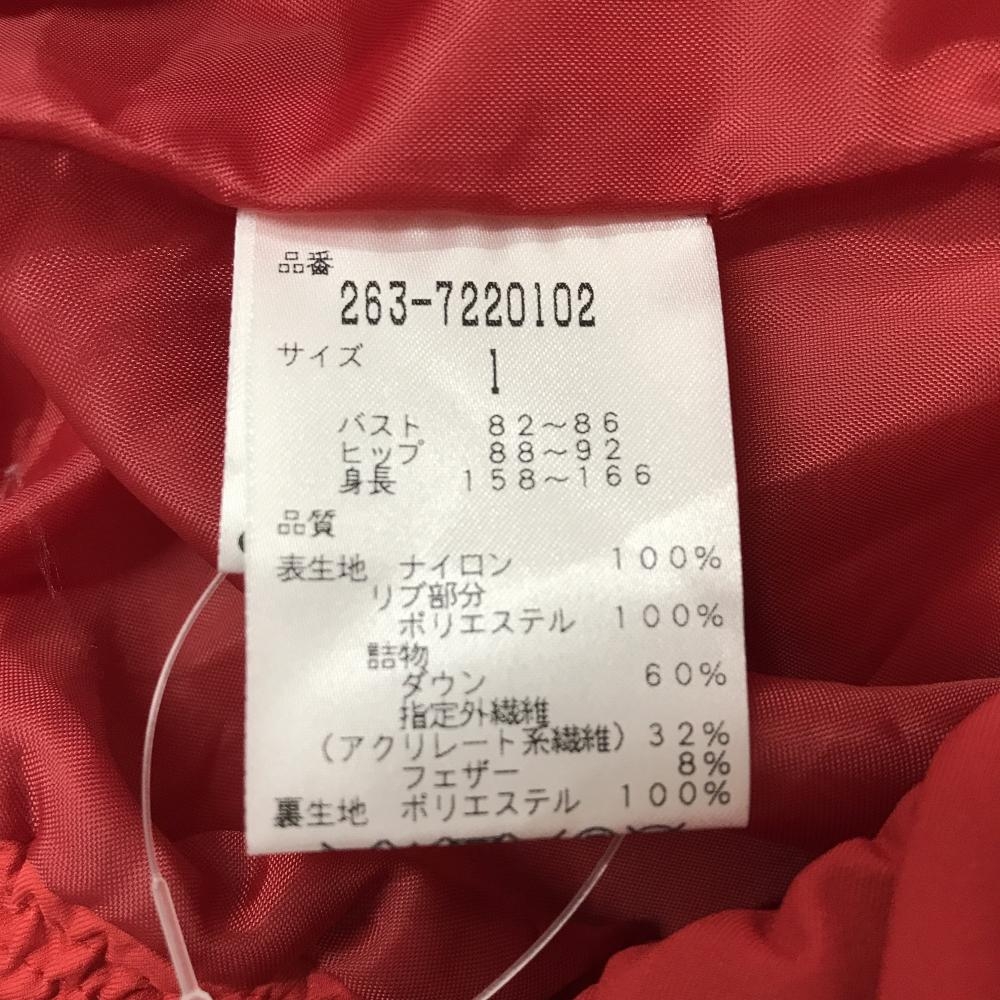 品番
263-7220102
サイズ 1
バスト 82~86
ヒップ 88~92
身長 158~166
品質
表生地 ナイロン 100%
リブ部分
ポリエステル 100%
詰物
ダウン 60%
指定外繊維
(アクリレート系繊維) 32%
フェザー 8%
裏生地 ポリエステル 100%